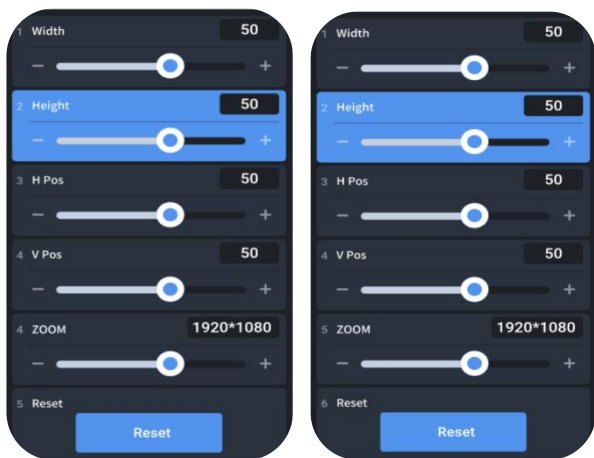 1 Width 50
− +
2 Height 50
− +
3 H Pos 50
− +
4 V Pos 50
− +
4 ZOOM 1920*1080
− +
5 Reset
Reset
1 Width 50
− +
2 Height 50
− +
3 H Pos 50
− +
4 V Pos 50
− +
5 ZOOM 1920*1080
− +
6 Reset
Reset